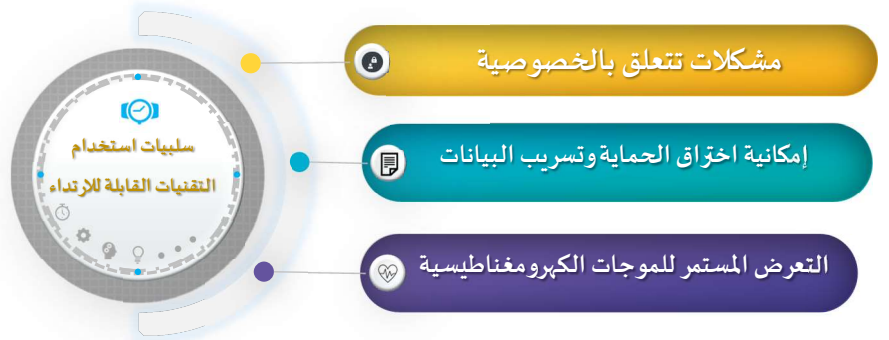 سلبيات استخدام
التقنيات القابلة للارتداء
مشكلات تتعلق بالخصوصية
إمكانية اختراق الحماية وتسريب البيانات
التعرض المستمر للموجات الكهرومغناطيسية